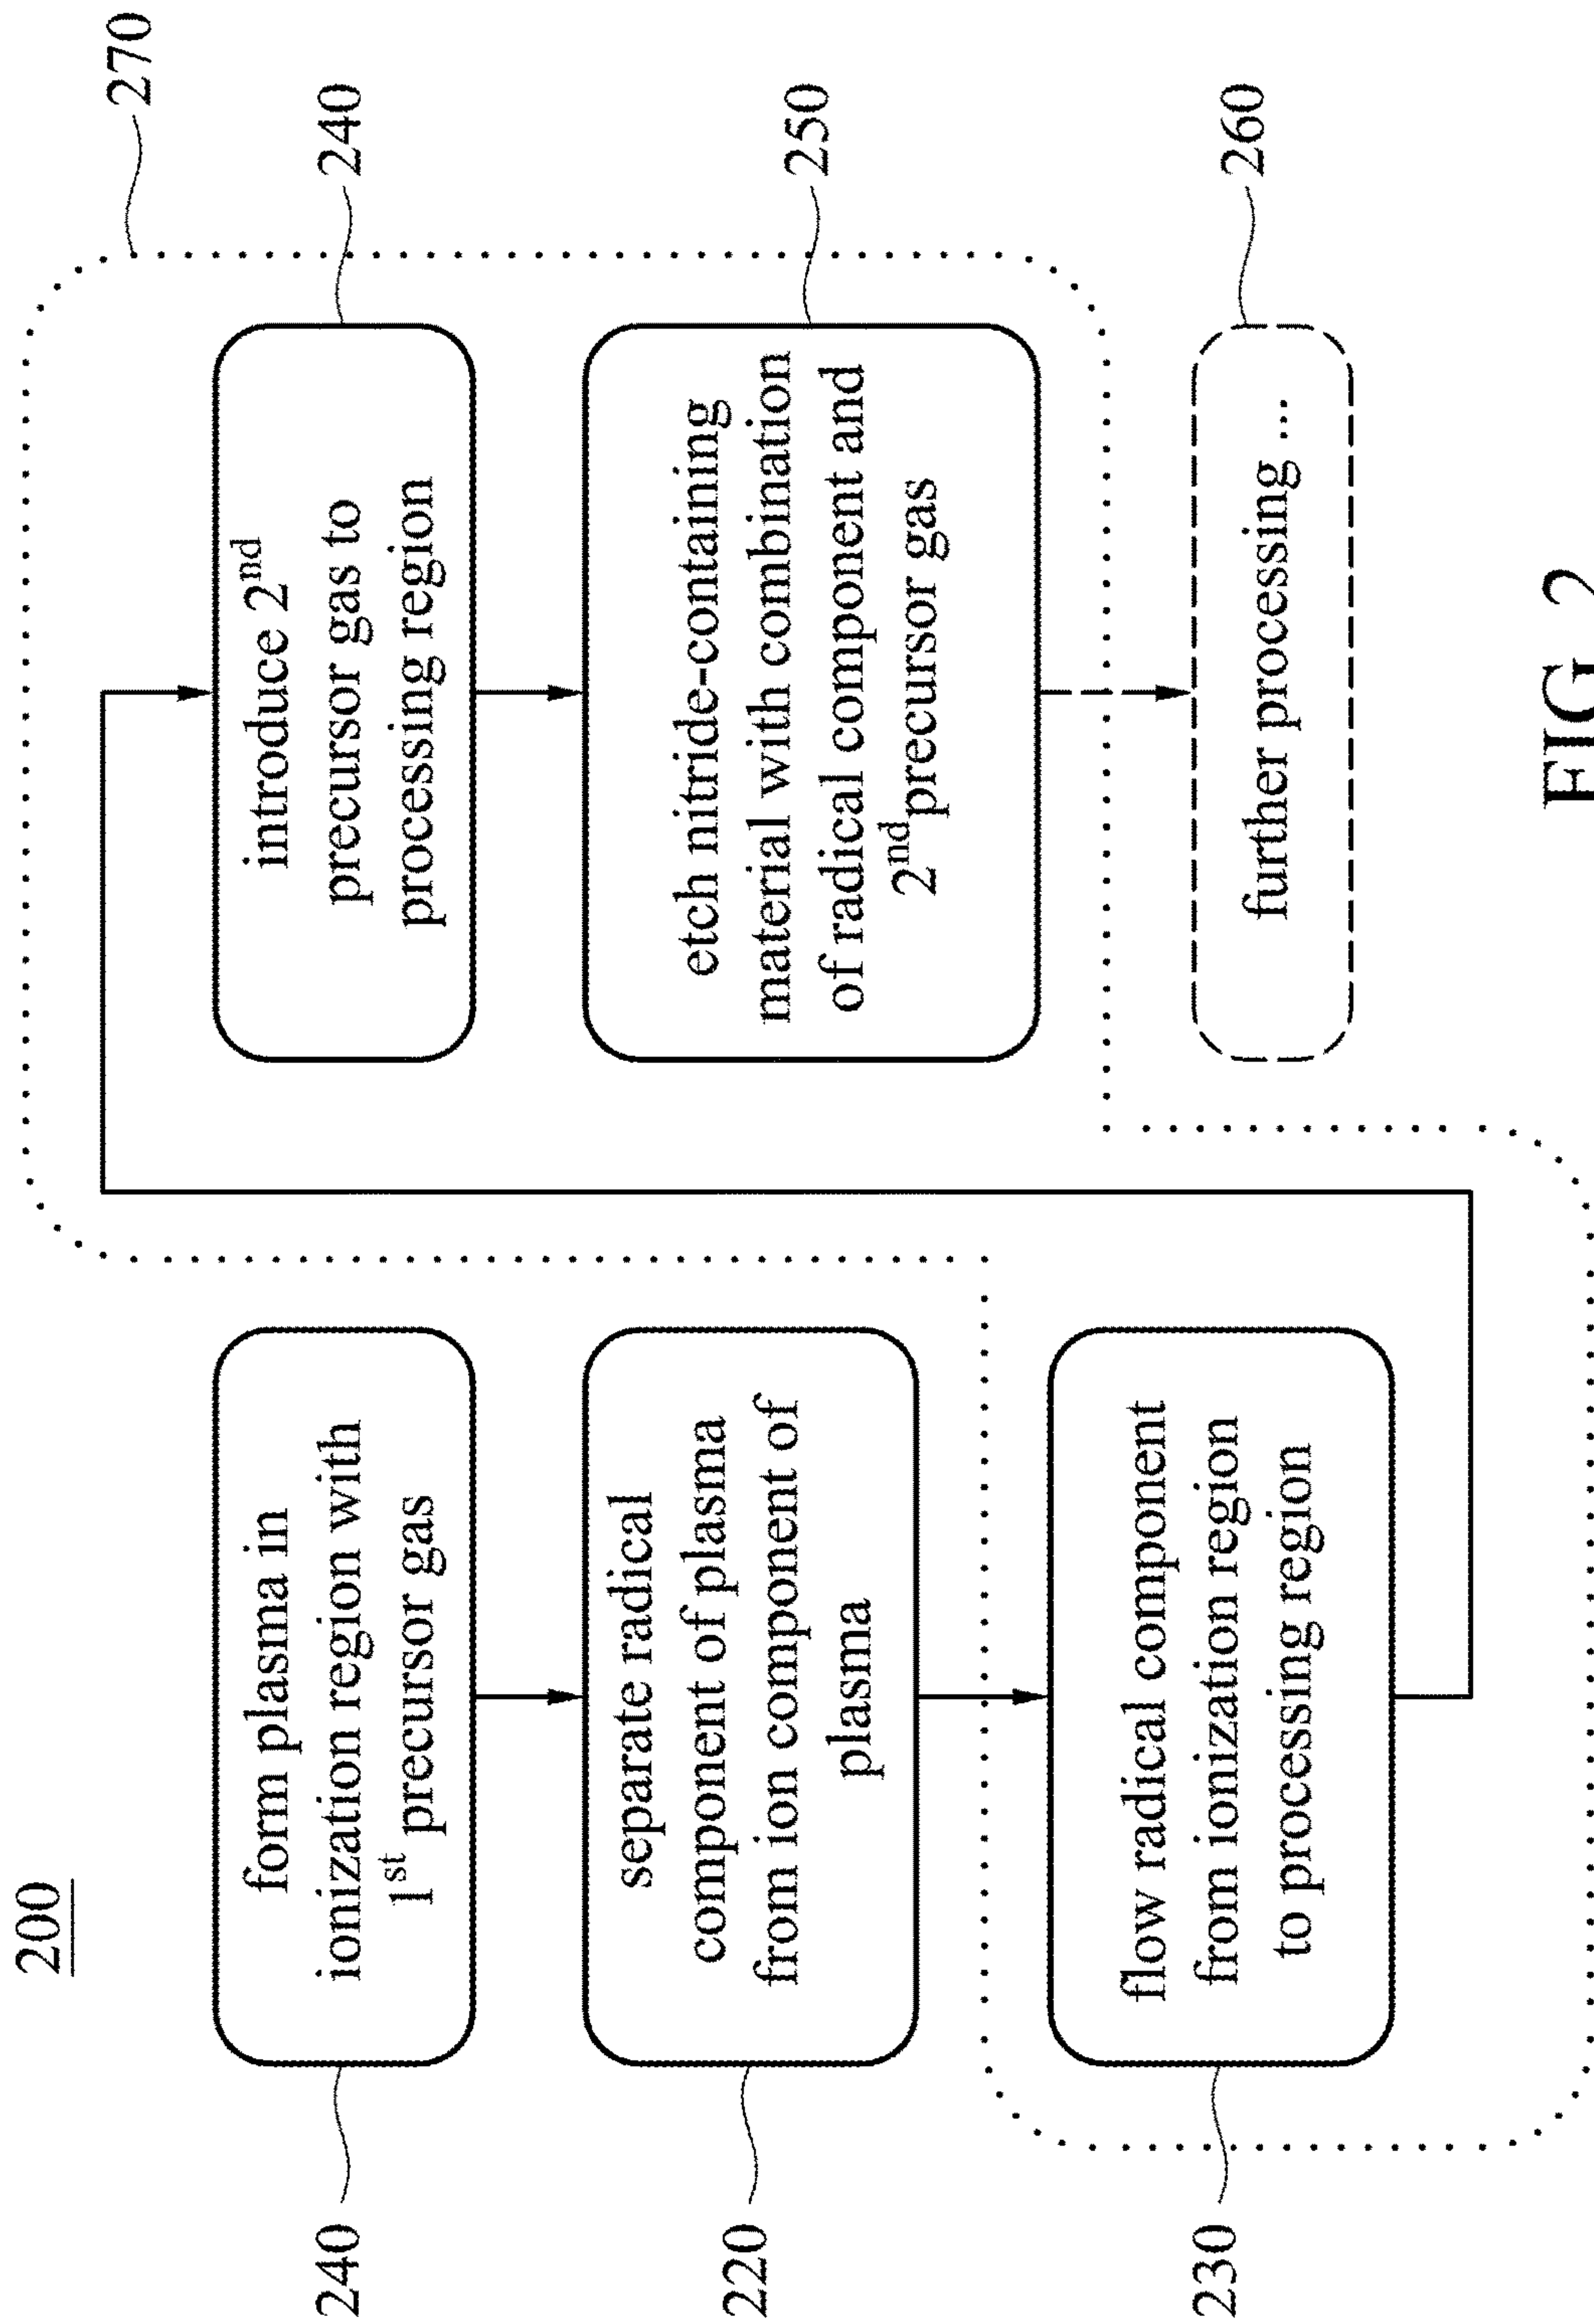 200
240
form plasma in
ionization region with
1st precursor gas
220
separate radical
component of plasma
from ion component of
plasma
230
flow radical component
from ionization region
to processing region
270
240
introduce 2nd
precursor gas to
processing region
250
etch nitride-containing
material with combination
of radical component and
2nd precursor gas
260
further processing ...
FIG 2